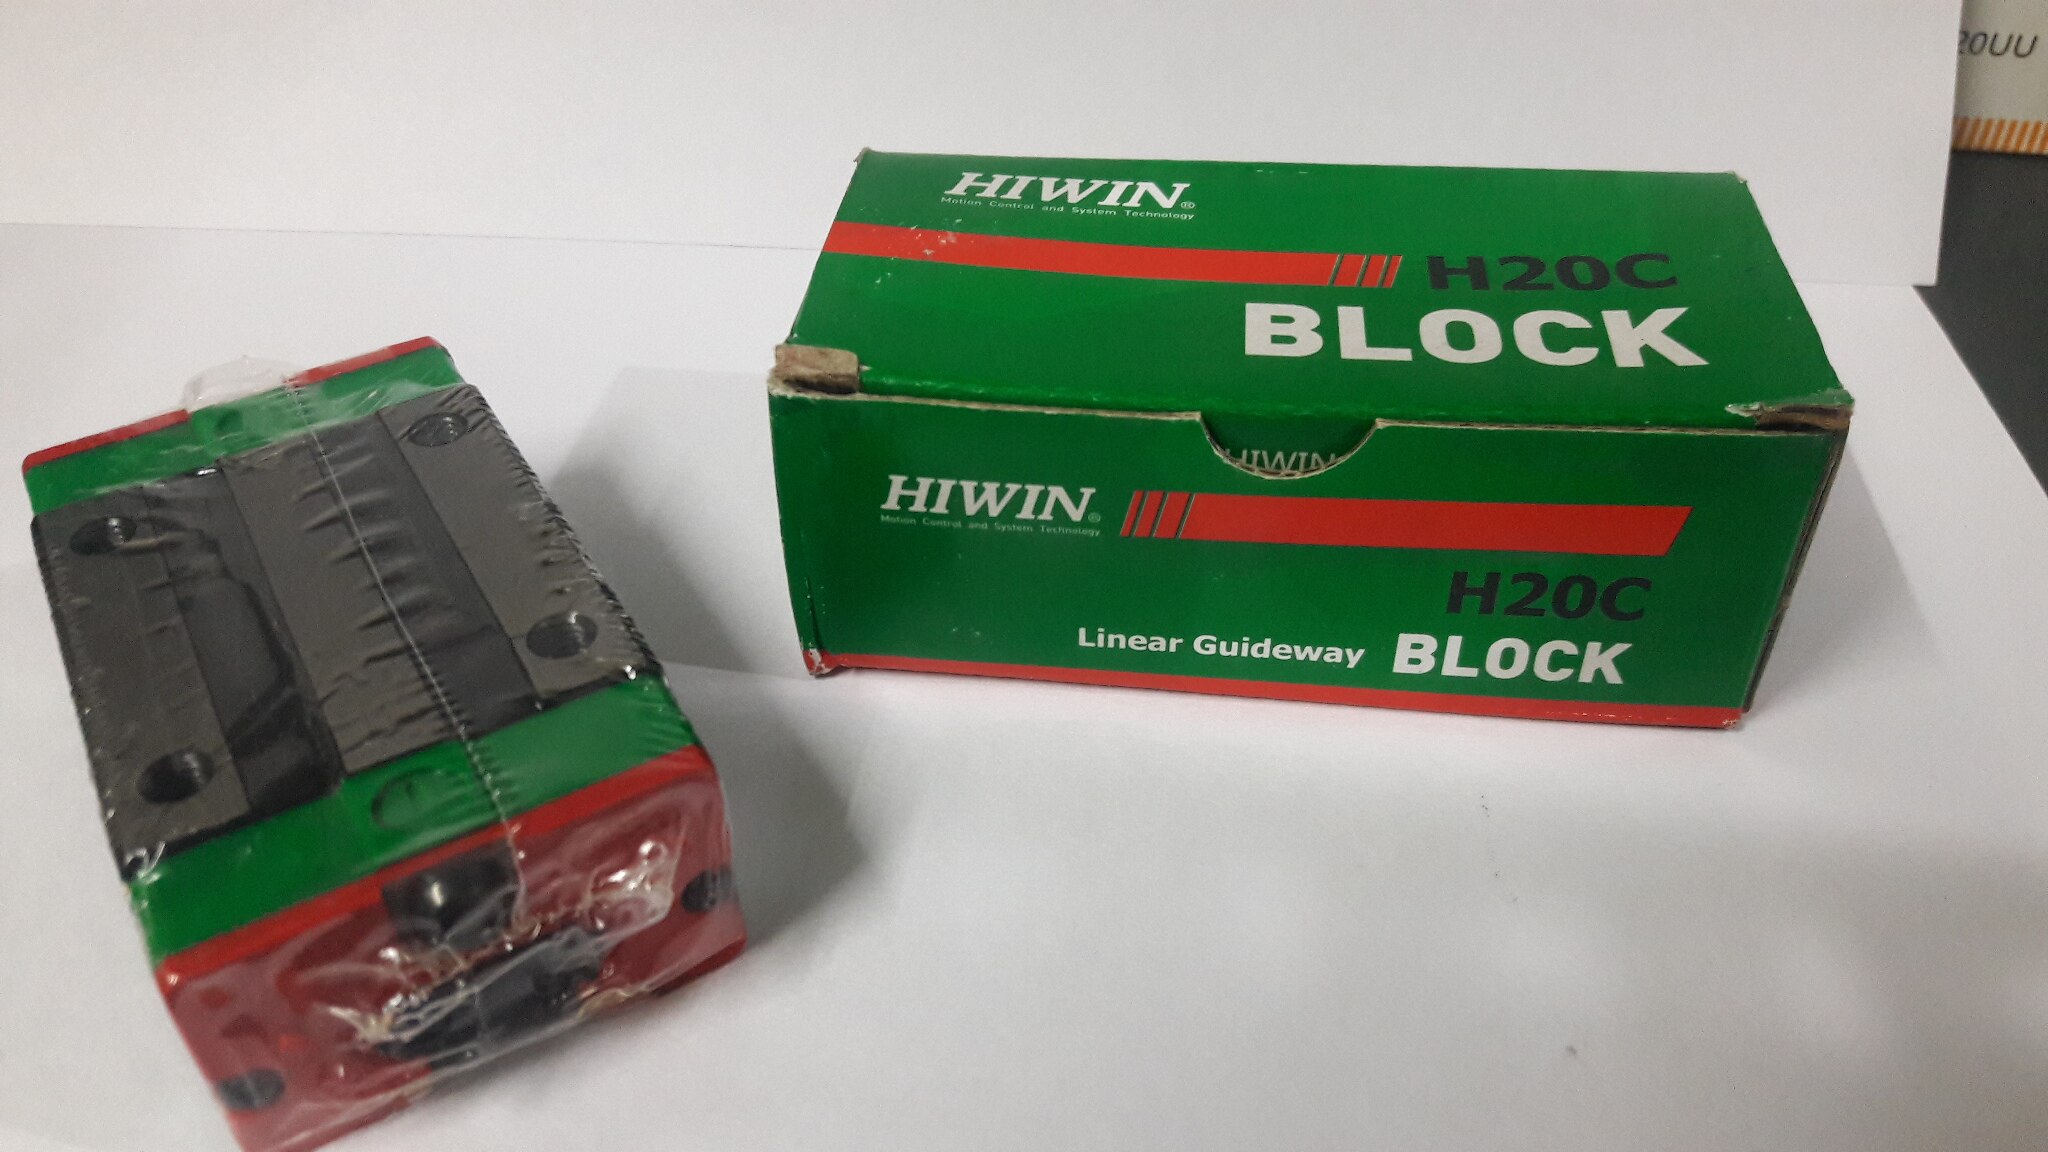 20UU
HIWIN®
Motion Control and System Technology
H20C
BLOCK
HIWIN
HIWIN®
Motion Control and System Technology
H20C
Linear Guideway BLOCK